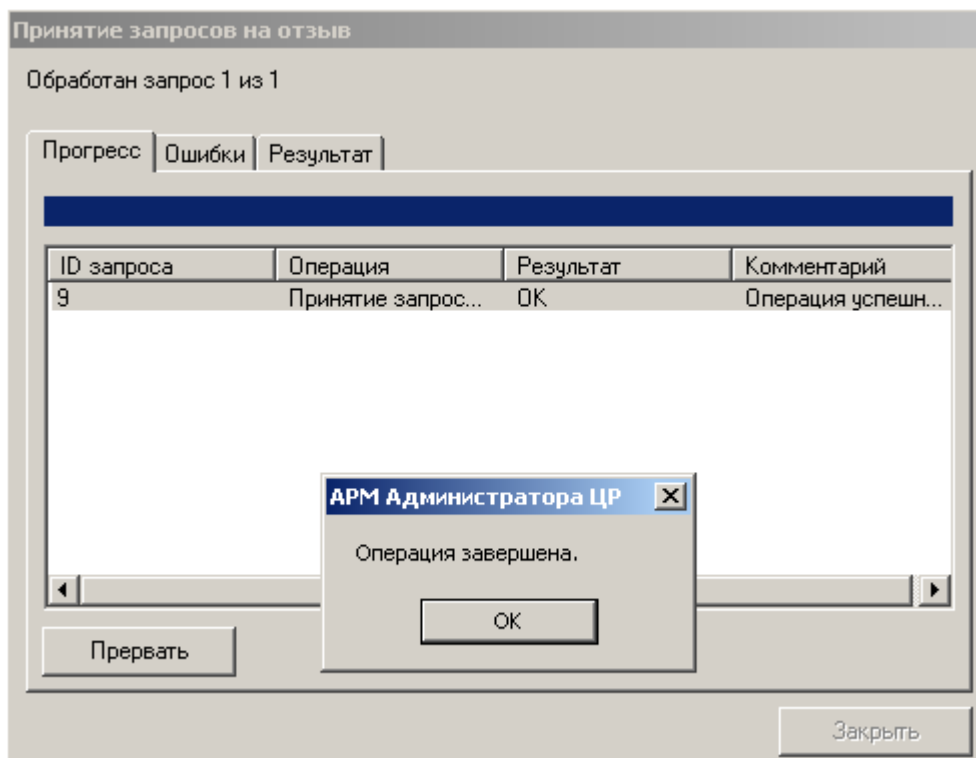 Принятие запросов на отзыв
Обработан запрос 1 из 1
Прогресс Ошибки Результат
ID запроса Операция Результат Комментарий
9 Принятие запрос... OK Операция успешн...
АРМ Администратора ЦР
Операция завершена.
OK
Прервать
Закрыть